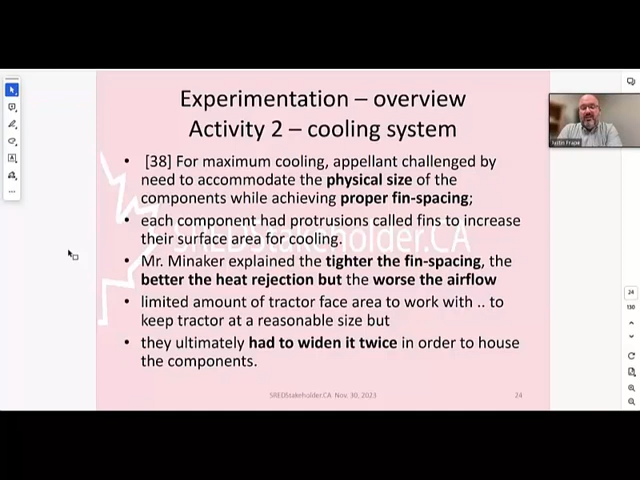 Experimentation – overview
Activity 2 – cooling system
• [38] For maximum cooling, appellant challenged by
need to accommodate the physical size of the
components while achieving proper fin-spacing;
• each component had protrusions called fins to increase
their surface area for cooling.
SREDStakeholder.CA
• Mr. Minaker explained the tighter the fin-spacing, the
better the heat rejection but the worse the airflow
• limited amount of tractor face area to work with .. to
keep tractor at a reasonable size but
• they ultimately had to widen it twice in order to house
the components.
SREDStakeholder.CA Nov. 30, 2023
24
Justin Frape
24
130